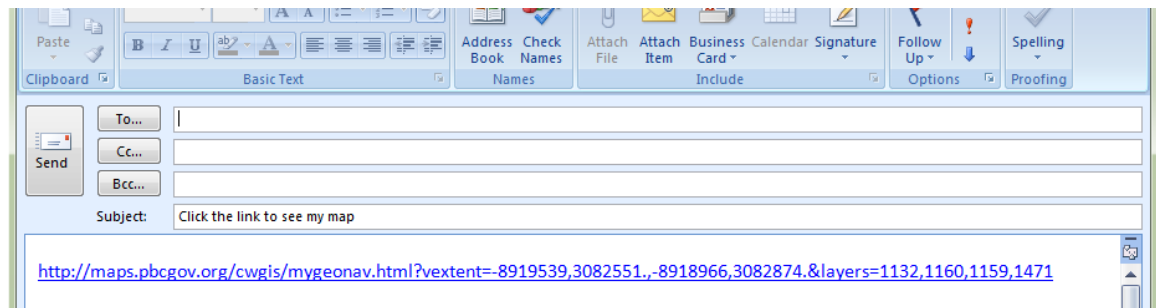 Paste
B I U ab A
Address Book Check Names
Attach File Attach Item Business Card Calendar Signature
Follow Up
Spelling
Clipboard Basic Text Names Include Options Proofing
To...
Send
Cc...
Bcc...
Subject: Click the link to see my map
http://maps.pbcgov.org/cwgis/mygeonav.html?vextent=-8919539,3082551.,-8918966,3082874.&layers=1132,1160,1159,1471